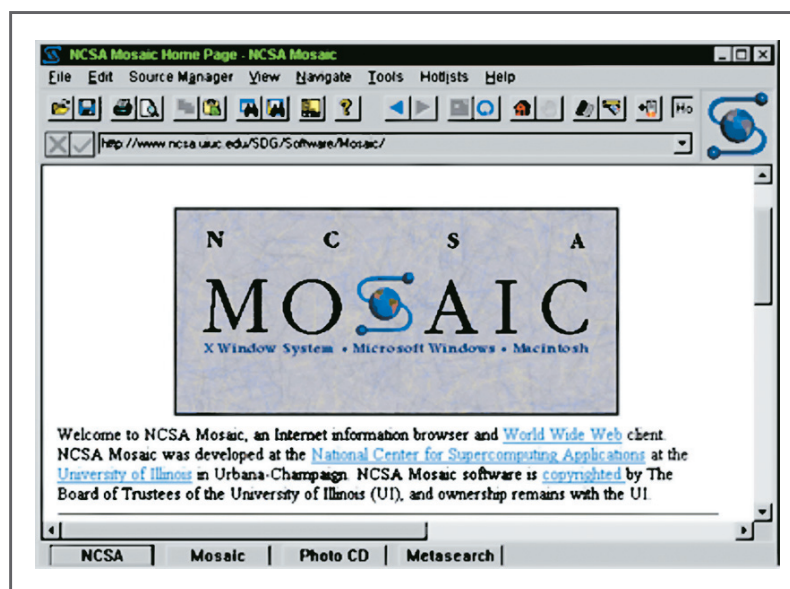 NCSA Mosaic Home Page - NCSA Mosaic
File Edit Source Manager View Navigate Tools Hotlists Help
Ho
http://www.ncsa.uiuc.edu/SDG/Software/Mosaic/
N C S A
MOSAIC
X Window System • Microsoft Windows • Macintosh
Welcome to NCSA Mosaic, an Internet information browser and World Wide Web client.
NCSA Mosaic was developed at the National Center for Supercomputing Applications at the
University of Illinois in Urbana-Champaign. NCSA Mosaic software is copyrighted by The
Board of Trustees of the University of Illinois (UI), and ownership remains with the UI.
NCSA Mosaic Photo CD Metasearch